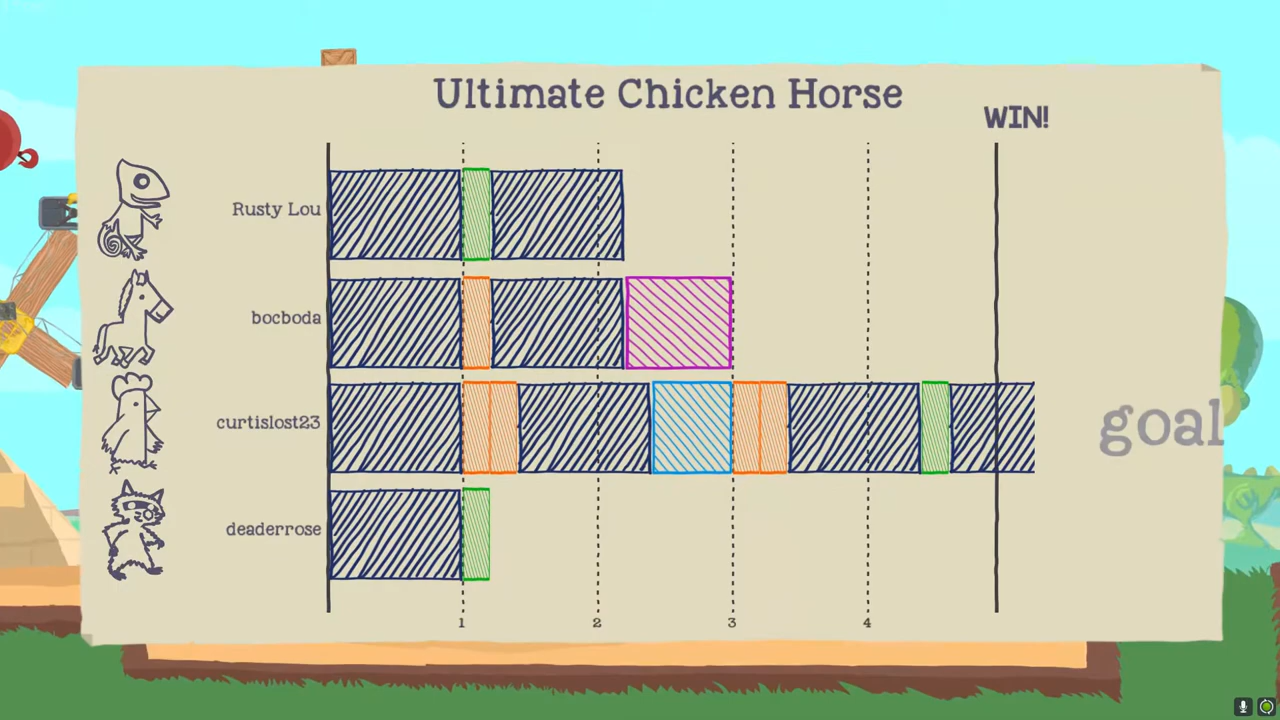 Ultimate Chicken Horse
WIN!
Rusty Lou
bocboda
curtislost23
goal
deaderrose
1 2 3 4